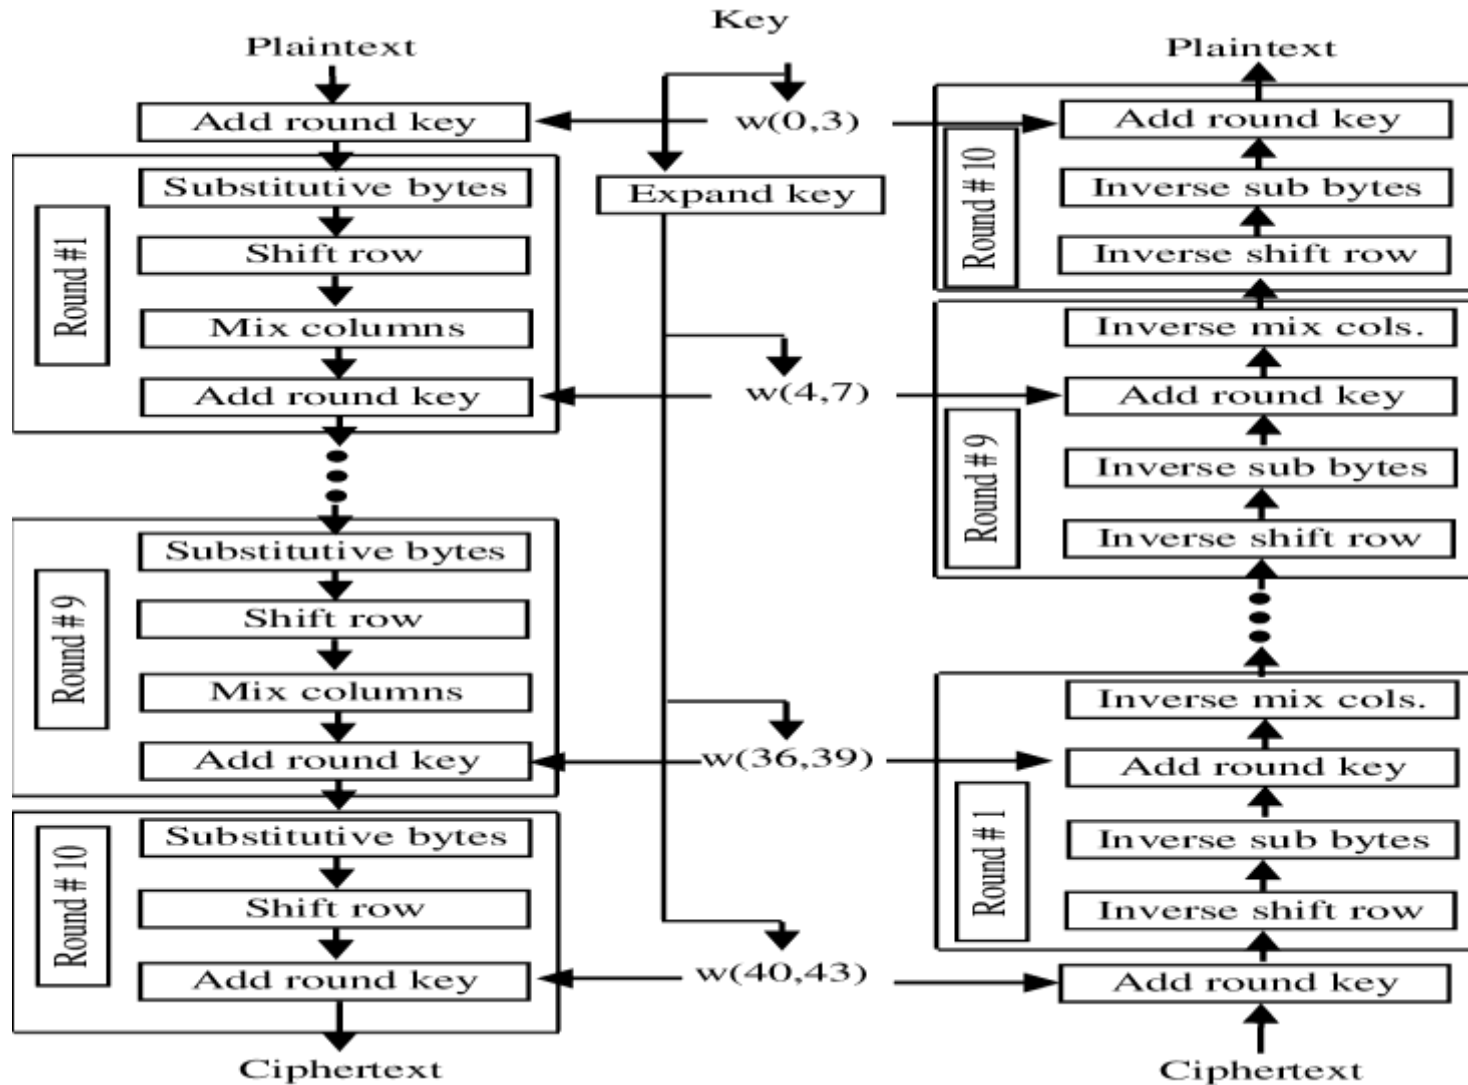 Plaintext
Add round key
Round #1
Substitutive bytes
Shift row
Mix columns
Add round key
Round # 9
Substitutive bytes
Shift row
Mix columns
Add round key
Round # 10
Substitutive bytes
Shift row
Add round key
Ciphertext
Key
w(0,3)
Expand key
w(4,7)
w(36,39)
w(40,43)
Plaintext
Add round key
Round # 10
Inverse sub bytes
Inverse shift row
Inverse mix cols.
Add round key
Round # 9
Inverse sub bytes
Inverse shift row
Inverse mix cols.
Add round key
Round # 1
Inverse sub bytes
Inverse shift row
Add round key
Ciphertext